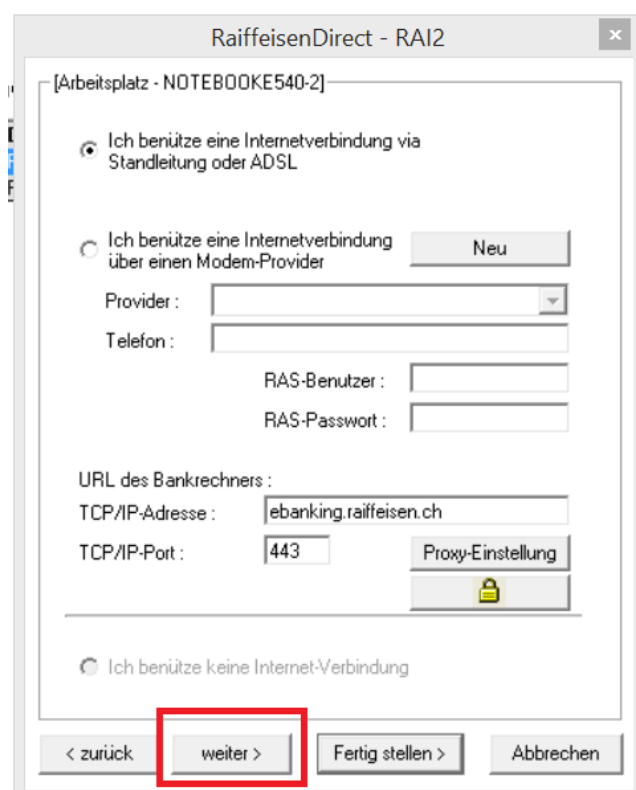 RaiffeisenDirect - RAI2
[Arbeitsplatz - NOTEBOOKE540-2]
Ich benütze eine Internetverbindung via
Standleitung oder ADSL
Ich benütze eine Internetverbindung
über einen Modem-Provider
Neu
Provider :
Telefon :
RAS-Benutzer :
RAS-Passwort :
URL des Bankrechners :
TCP/IP-Adresse : ebanking.raiffeisen.ch
TCP/IP-Port : 443 Proxy-Einstellung
Ich benütze keine Internet-Verbindung
< zurück weiter > Fertig stellen > Abbrechen